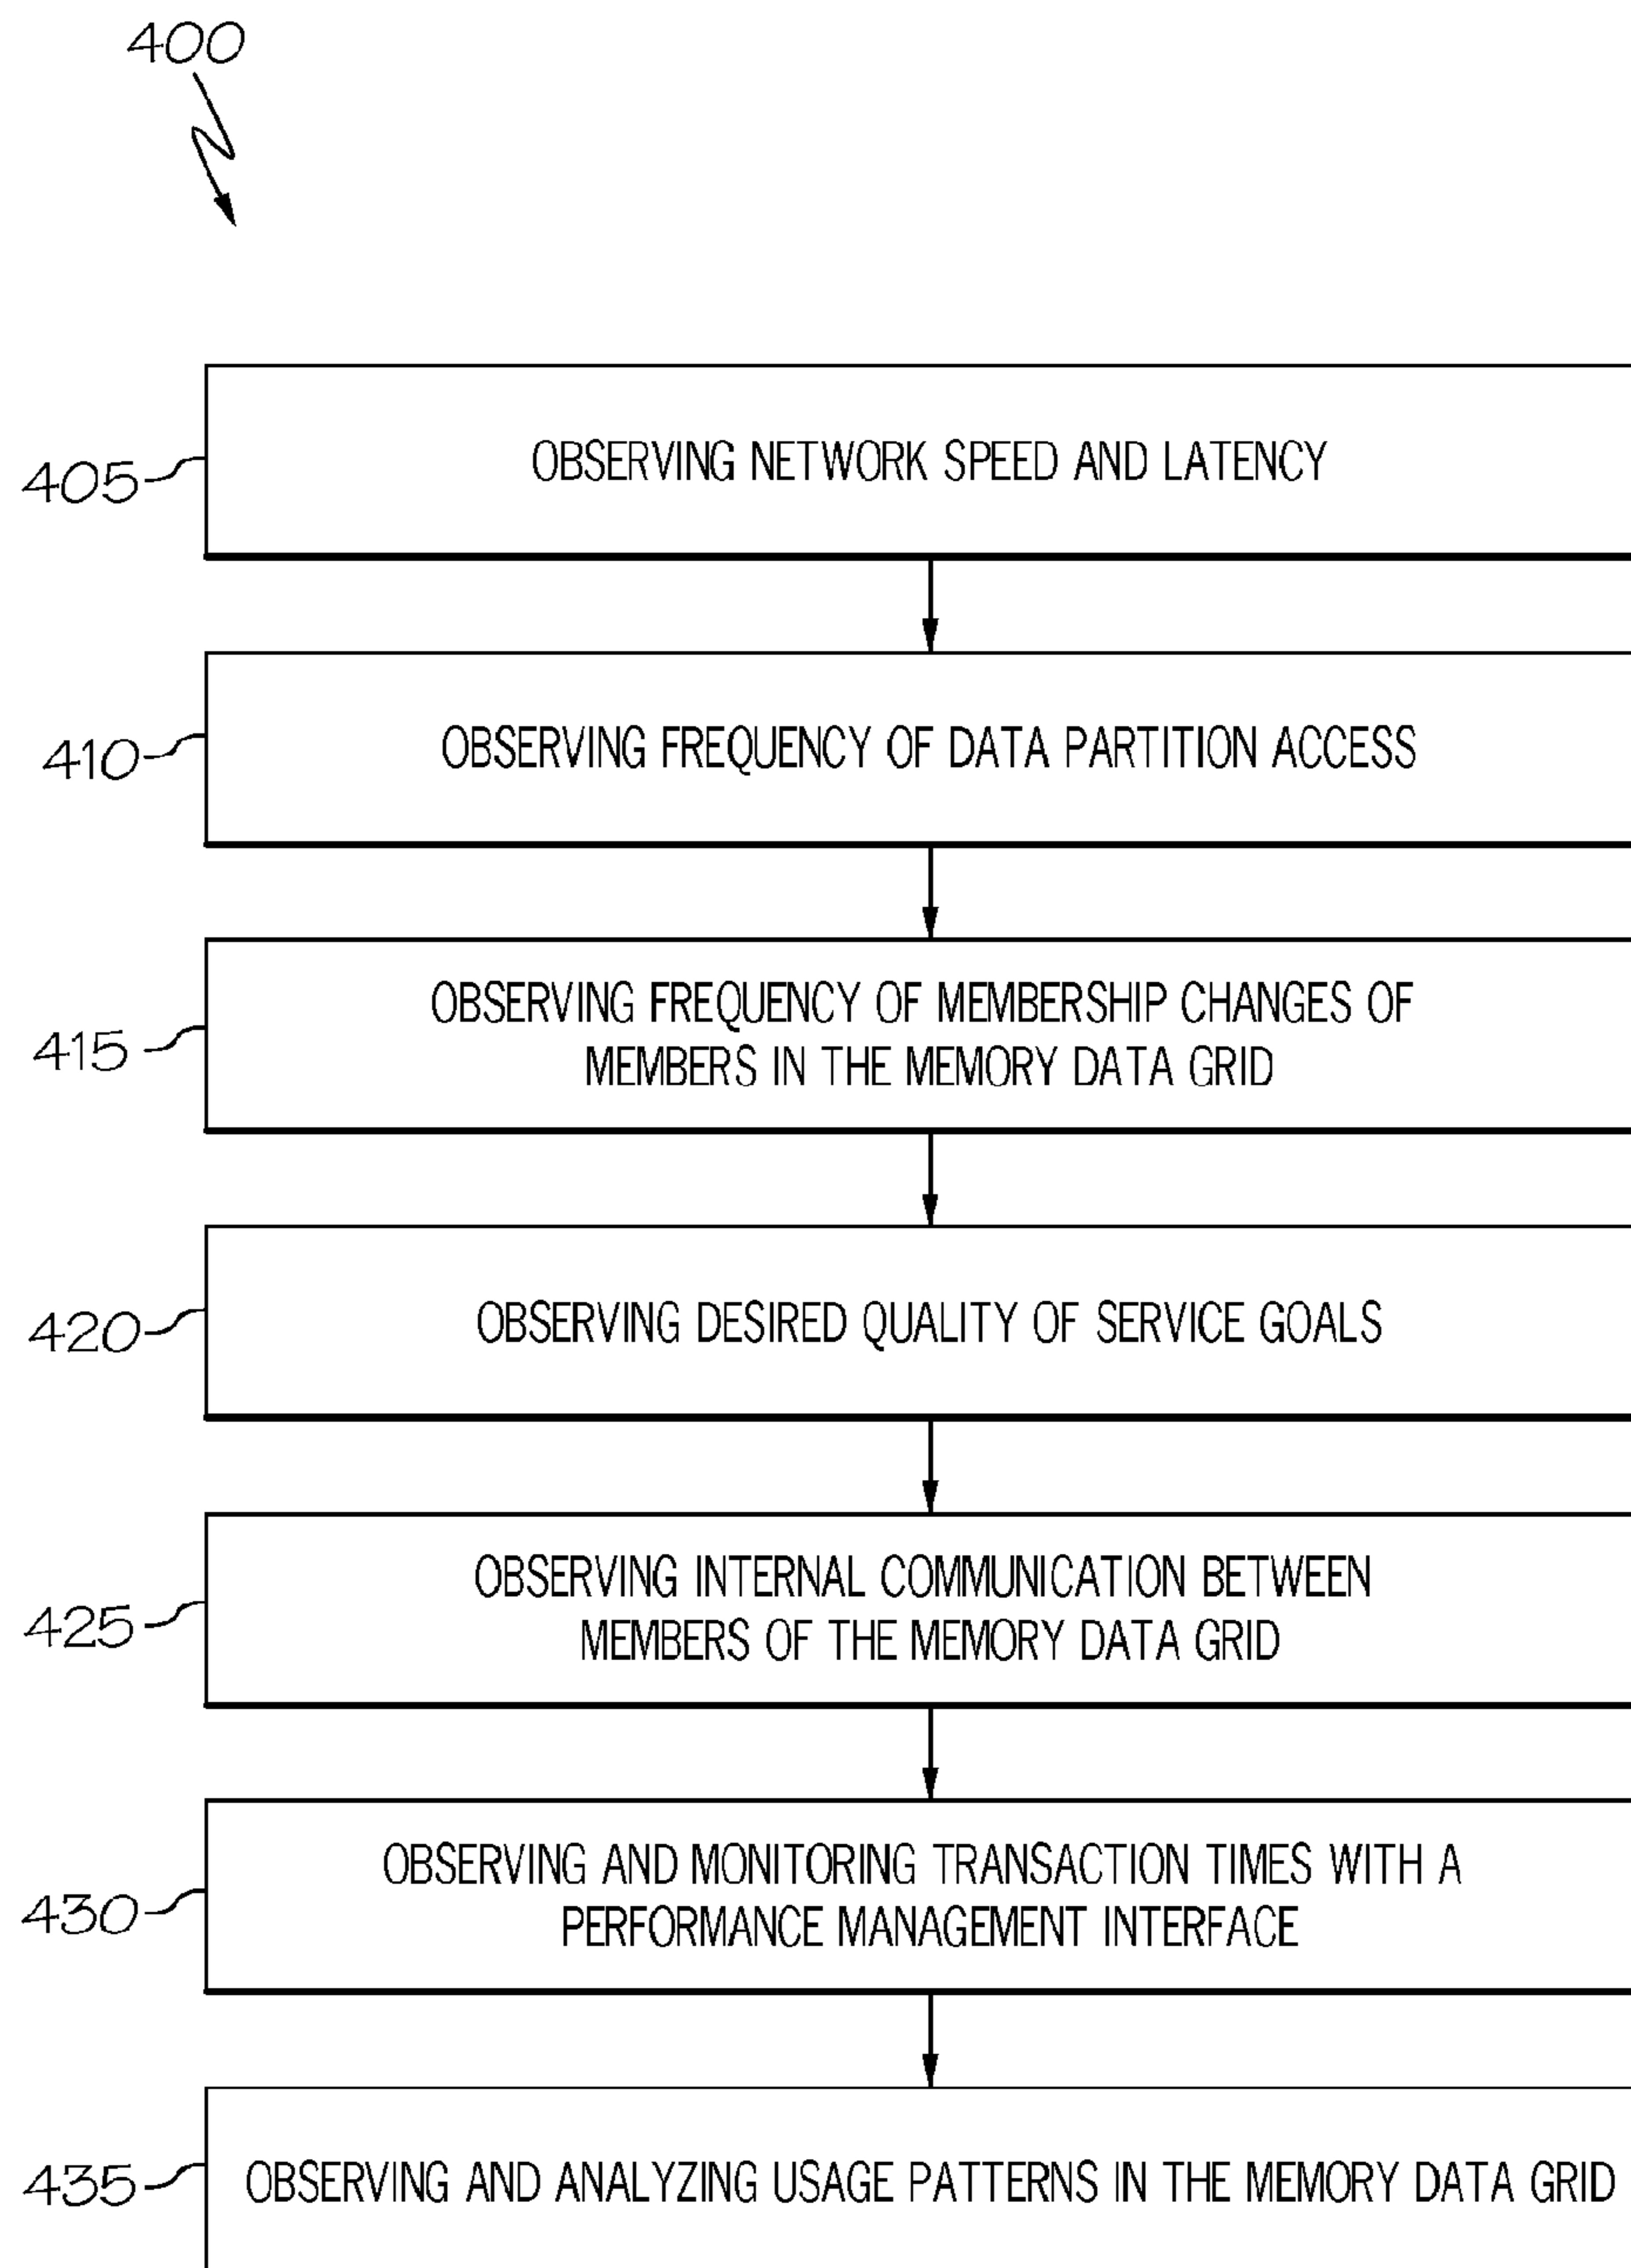 400
405
OBSERVING NETWORK SPEED AND LATENCY
410
OBSERVING FREQUENCY OF DATA PARTITION ACCESS
415
OBSERVING FREQUENCY OF MEMBERSHIP CHANGES OF
MEMBERS IN THE MEMORY DATA GRID
420
OBSERVING DESIRED QUALITY OF SERVICE GOALS
425
OBSERVING INTERNAL COMMUNICATION BETWEEN
MEMBERS OF THE MEMORY DATA GRID
430
OBSERVING AND MONITORING TRANSACTION TIMES WITH A
PERFORMANCE MANAGEMENT INTERFACE
435
OBSERVING AND ANALYZING USAGE PATTERNS IN THE MEMORY DATA GRID